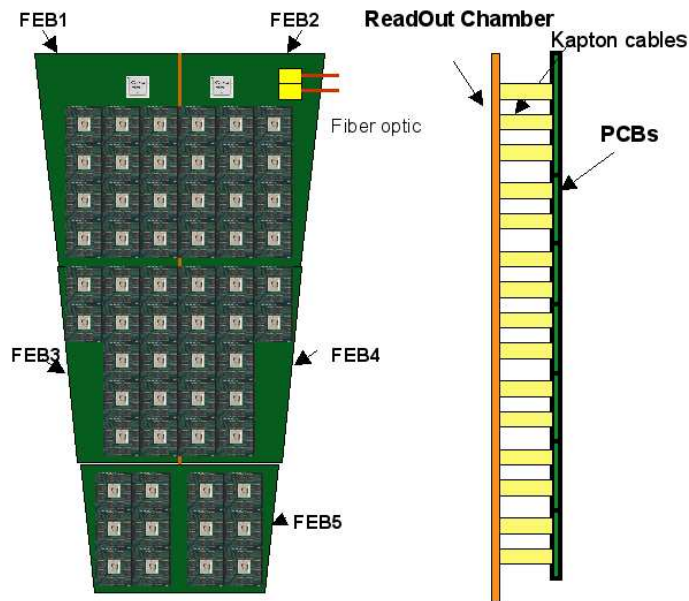 FEB1
FEB2
ReadOut Chamber
Kapton cables
Fiber optic
PCBs
FEB3
FEB4
FEB5